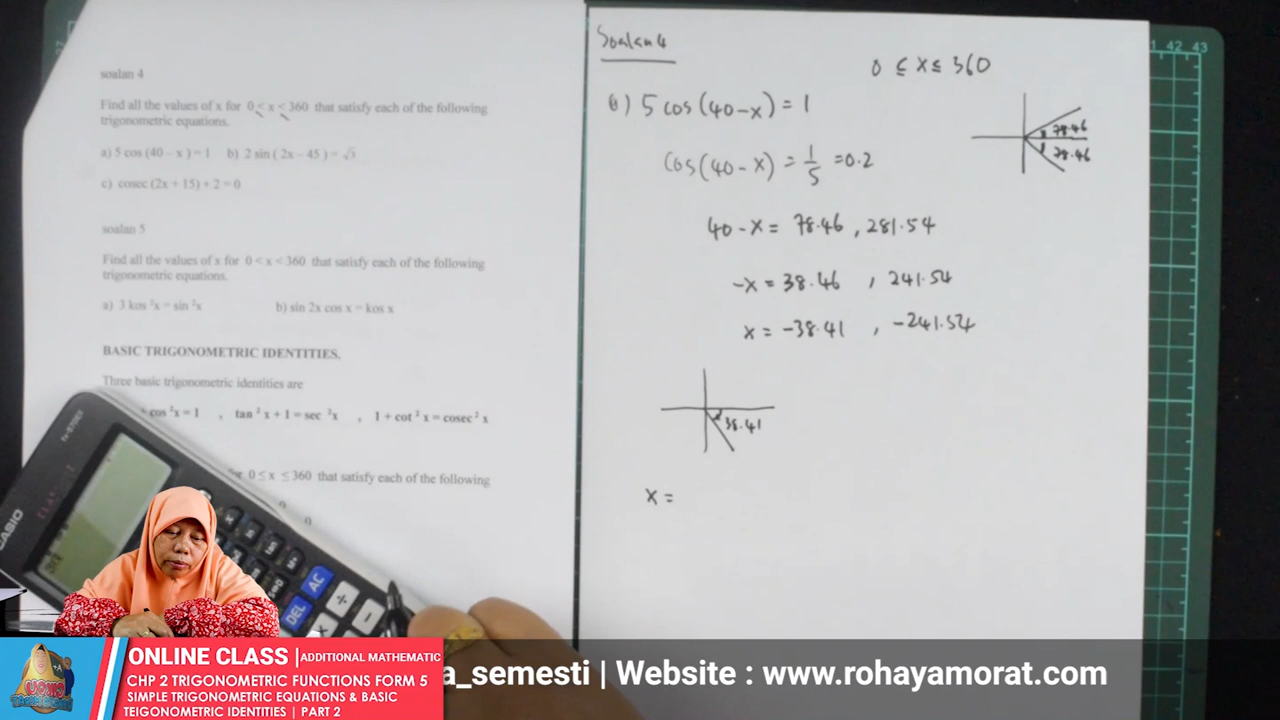 soalan 4
Find all the values of x for 0 < x < 360 that satisfy each of the following
trigonometric equations.
a) 5 cos (40 – x ) = 1 b) 2 sin ( 2x – 45 ) = √3
c) cosec (2x + 15) + 2 = 0
soalan 5
Find all the values of x for 0 < x < 360 that satisfy each of the following
trigonometric equations.
a) 3 kos ²x = sin ²x b) sin 2x cos x = kos x
BASIC TRIGONOMETRIC IDENTITIES.
Three basic trigonometric identities are
cos ²x = 1 , tan ² x + 1 = sec ²x , 1 + cot ² x = cosec ² x
0 ≤ x ≤ 360 that satisfy each of the following
CASIO
AC
DEL
Soalan 4
0 ≤ x ≤ 360
5 cos(40 – x) = 1
78.46
78.46
Cos(40 – x) = 1/5 = 0.2
40 – x = 78.46 , 281.54
–x = 38.46 , 241.54
x = –38.41 , –241.54
38.41
x =
ONLINE CLASS | ADDITIONAL MATHEMATIC
CHP 2 TRIGONOMETRIC FUNCTIONS FORM 5
SIMPLE TRIGONOMETRIC EQUATIONS & BASIC
TEIGONOMETRIC IDENTITIES | PART 2
a_semesti | Website : www.rohayamorat.com